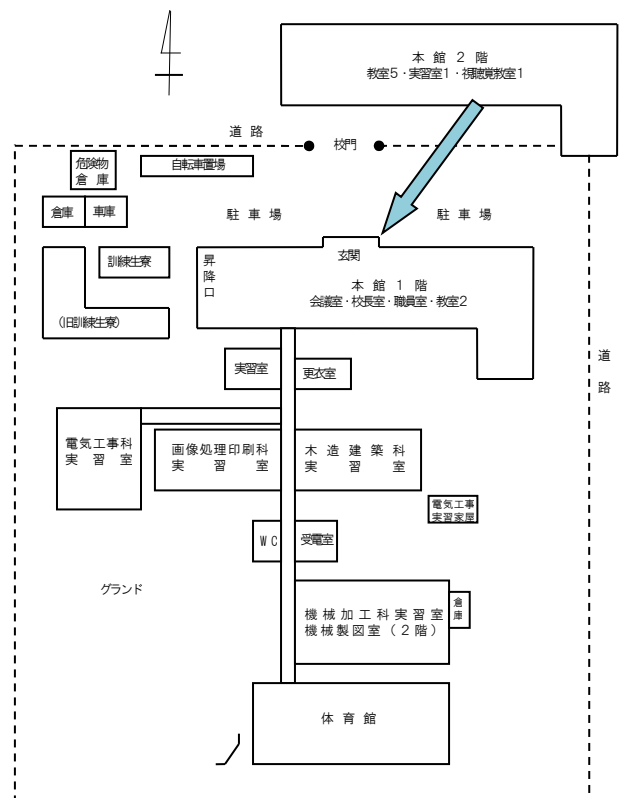 本館2階
教室5・実習室1・視聴覚教室1
道路
校門
危険物
倉庫
自転車置場
倉庫
車庫
駐車場
駐車場
訓練生寮
昇降口
玄関
本館1階
会議室・校長室・職員室・教室2
（旧訓練生寮）
道路
実習室
更衣室
電気工事科
実習室
画像処理印刷科
実習室
木造建築科
実習室
電気工事
実習家屋
WC
受電室
グランド
機械加工科実習室
機械製図室（2階）
倉庫
体育館